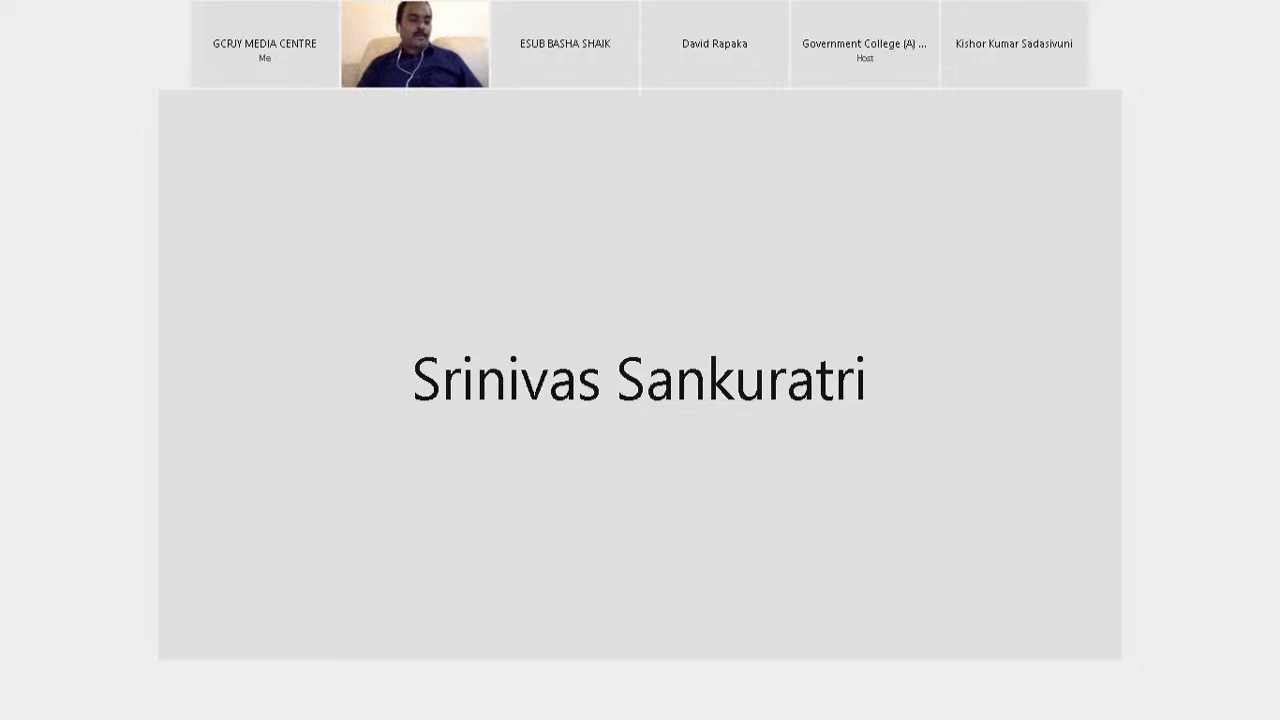 GCRJY MEDIA CENTRE
Me
ESUB BASHA SHAIK
David Rapaka
Government College (A) ...
Host
Kishor Kumar Sadasivuni
Srinivas Sankuratri